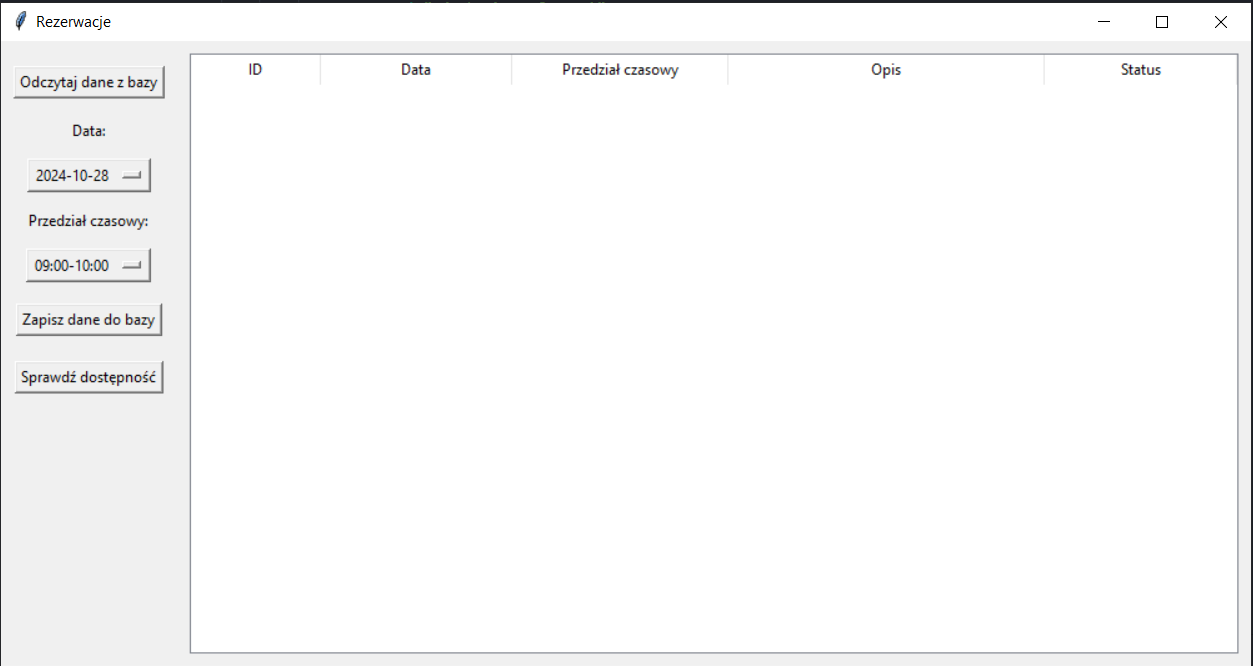 Rezerwacje
Odczytaj dane z bazy
Data:
2024-10-28
Przedział czasowy:
09:00-10:00
Zapisz dane do bazy
Sprawdź dostępność
ID Data Przedział czasowy Opis Status